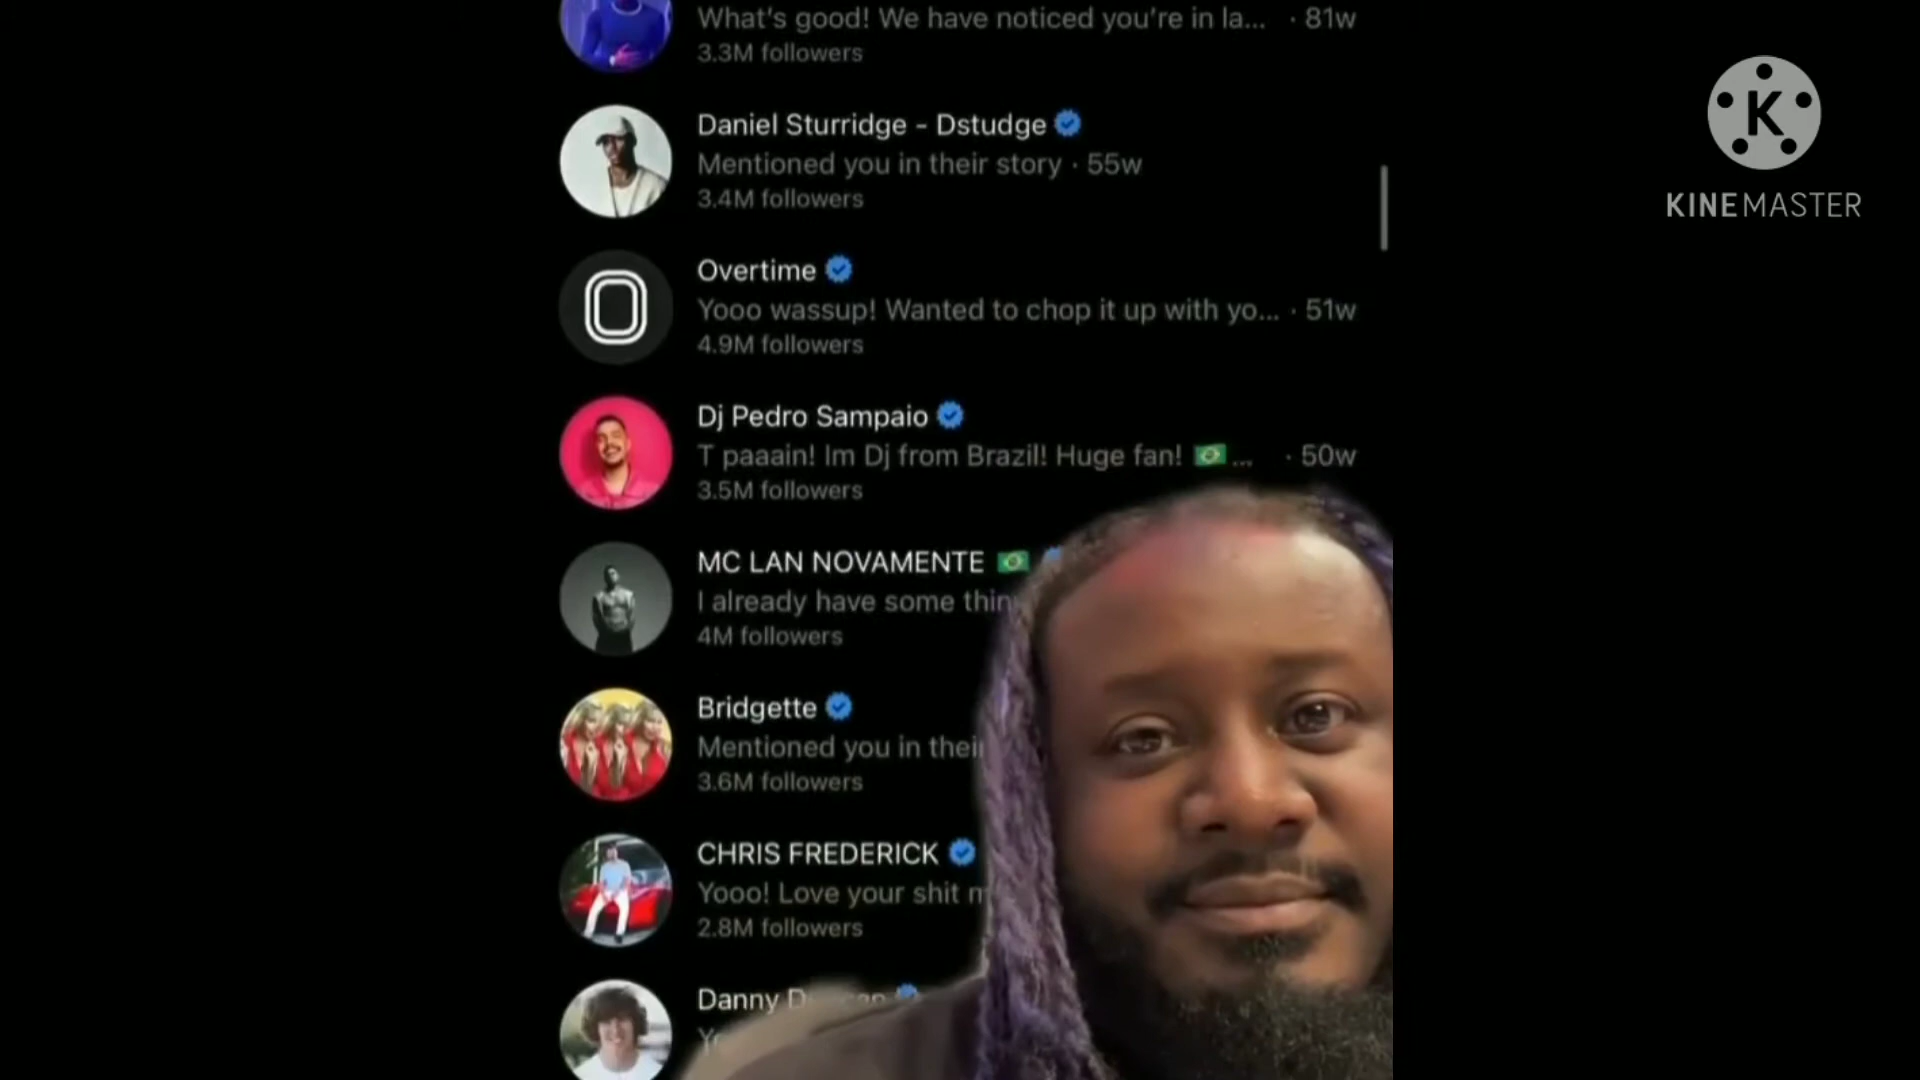 What's good! We have noticed you're in la... · 81w
3.3M followers
Daniel Sturridge - Dstudge
Mentioned you in their story · 55w
3.4M followers
Overtime
Yooo wassup! Wanted to chop it up with yo... · 51w
4.9M followers
Dj Pedro Sampaio
T paaain! Im Dj from Brazil! Huge fan! 🇧🇷... · 50w
3.5M followers
MC LAN NOVAMENTE 🇧🇷
I already have some thin
4M followers
Bridgette
Mentioned you in thei
3.6M followers
CHRIS FREDERICK
Yooo! Love your shit m
2.8M followers
Danny
K
KINEMASTER